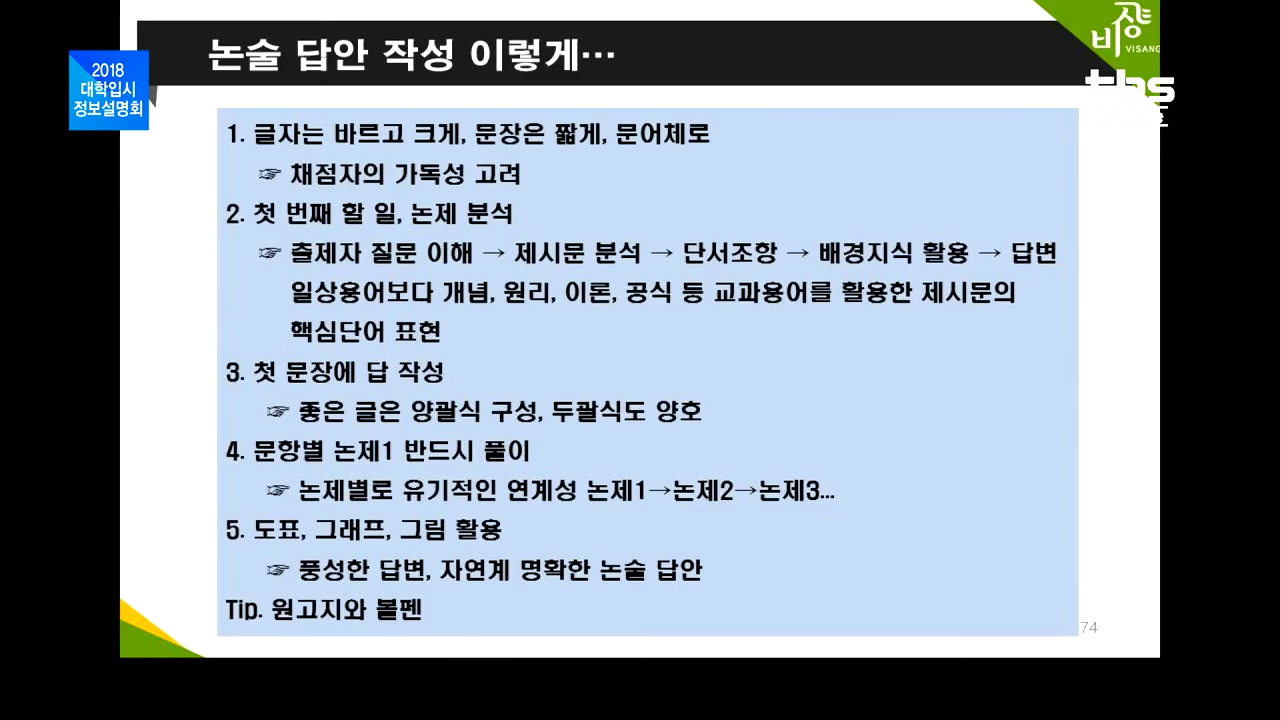 논술 답안 작성 이렇게…
비상
VISANG
2018
대학입시
정보설명회
tbs
1. 글자는 바르고 크게, 문장은 짧게, 문어체로
☞ 채점자의 가독성 고려
2. 첫 번째 할 일, 논제 분석
☞ 출제자 질문 이해 → 제시문 분석 → 단서조항 → 배경지식 활용 → 답변
일상용어보다 개념, 원리, 이론, 공식 등 교과용어를 활용한 제시문의
핵심단어 표현
3. 첫 문장에 답 작성
☞ 좋은 글은 양괄식 구성, 두괄식도 양호
4. 문항별 논제1 반드시 풀이
☞ 논제별로 유기적인 연계성 논제1→논제2→논제3...
5. 도표, 그래프, 그림 활용
☞ 풍성한 답변, 자연계 명확한 논술 답안
Tip. 원고지와 볼펜
74